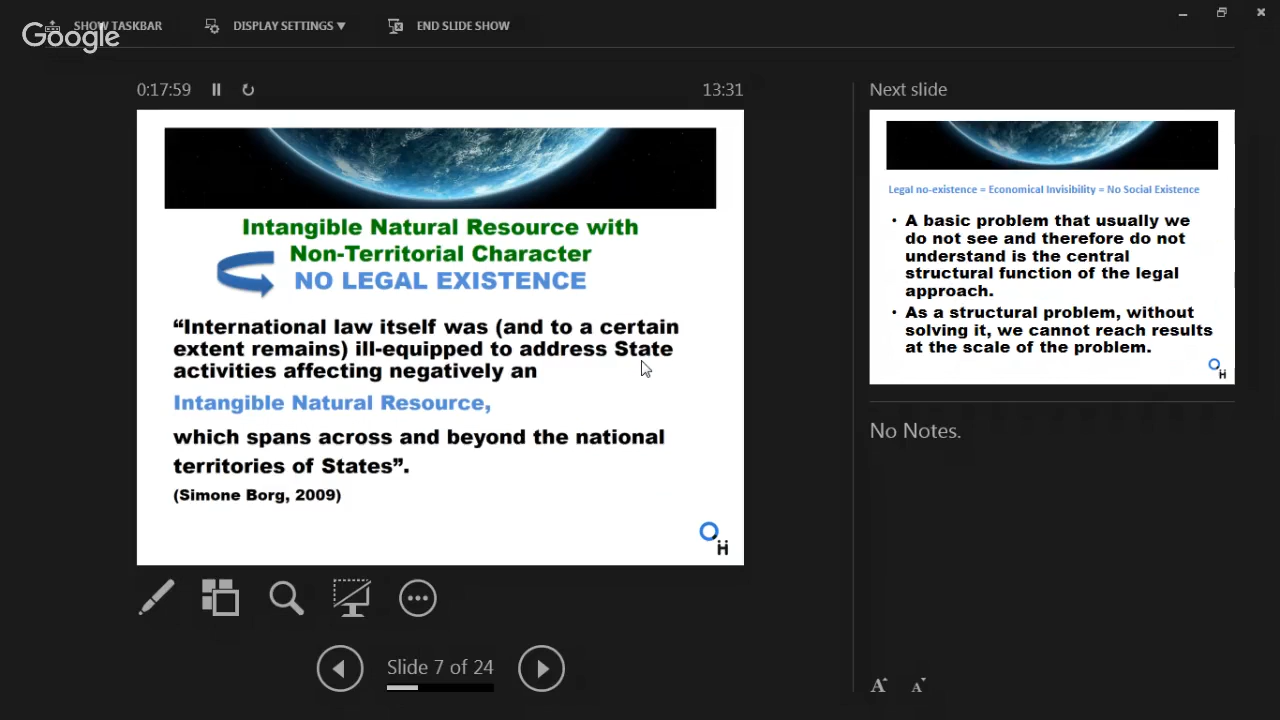 SHOW TASKBAR
DISPLAY SETTINGS ▼
END SLIDE SHOW
Google
0:17:59
13:31
Intangible Natural Resource with
Non-Territorial Character
NO LEGAL EXISTENCE
“International law itself was (and to a certain
extent remains) ill-equipped to address State
activities affecting negatively an
Intangible Natural Resource,
which spans across and beyond the national
territories of States”.
(Simone Borg, 2009)
OH
Next slide
Legal no-existence = Economical Invisibility = No Social Existence
• A basic problem that usually we
do not see and therefore do not
understand is the central
structural function of the legal
approach.
• As a structural problem, without
solving it, we cannot reach results
at the scale of the problem.
OH
No Notes.
Slide 7 of 24
A A